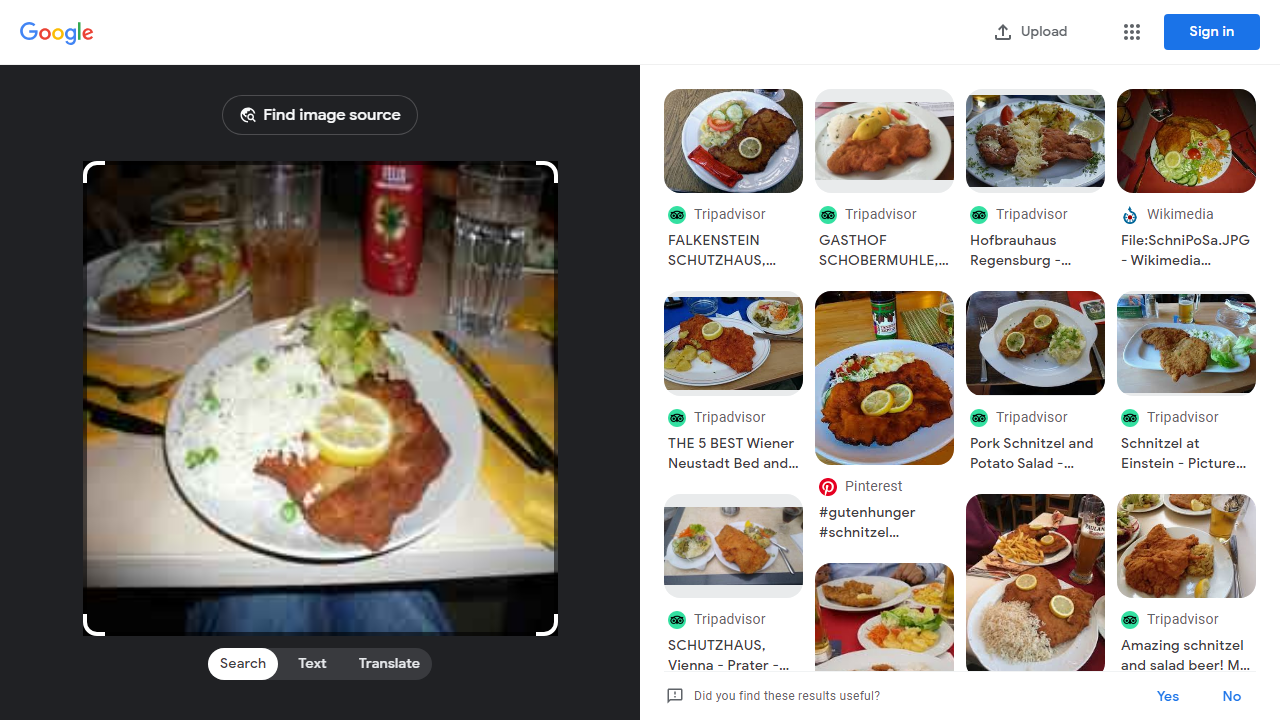 Google
Upload
Sign in
Find image source
Search
Text
Translate
Tripadvisor
FALKENSTEIN
SCHUTZHAUS,...
Tripadvisor
GASTHOF
SCHOBERMUHLE,...
Tripadvisor
Hofbrauhaus
Regensburg -...
Wikimedia
File:SchniPoSa.JPG
- Wikimedia...
Tripadvisor
THE 5 BEST Wiener
Neustadt Bed and...
Pinterest
#gutenhunger
#schnitzel...
Tripadvisor
Pork Schnitzel and
Potato Salad -...
Tripadvisor
Schnitzel at
Einstein - Picture...
Tripadvisor
SCHUTZHAUS,
Vienna - Prater -...
Tripadvisor
Amazing schnitzel
and salad beer! M...
Did you find these results useful?
Yes
No